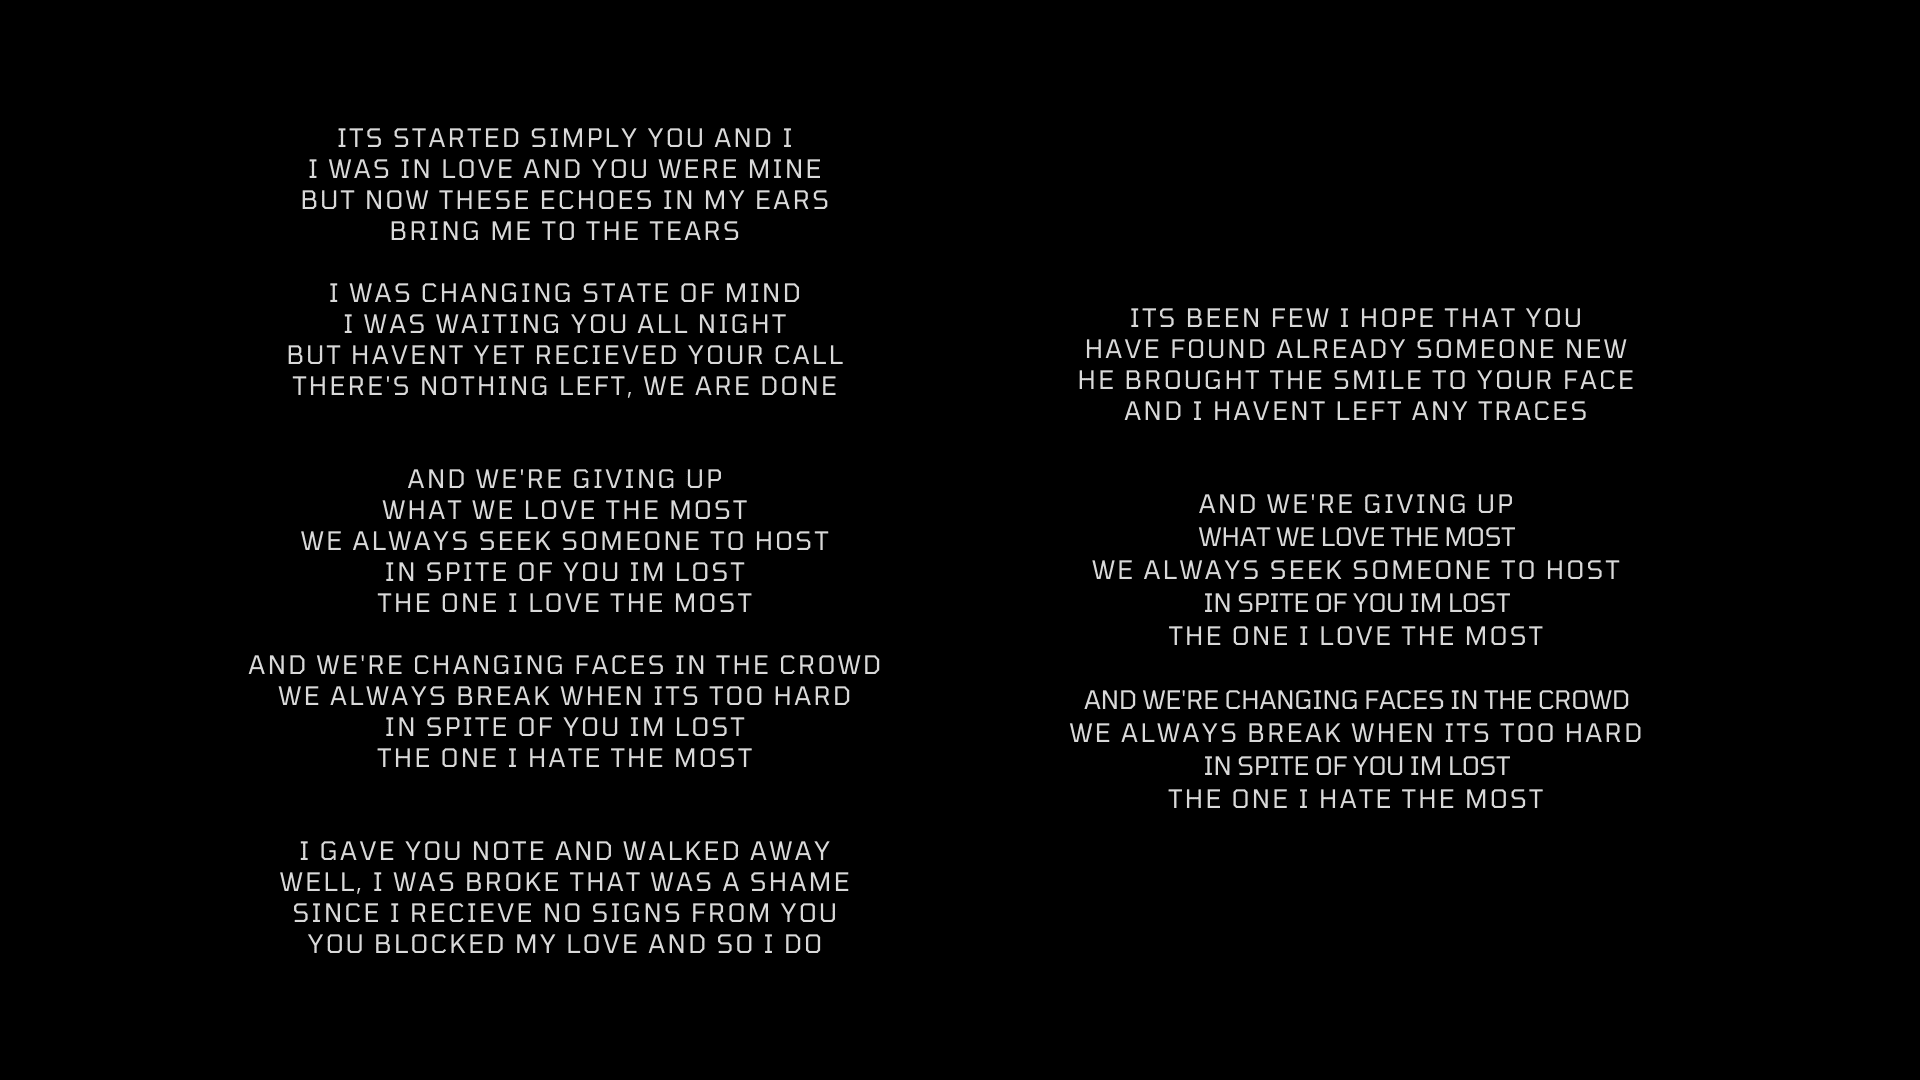 ITS STARTED SIMPLY YOU AND I
I WAS IN LOVE AND YOU WERE MINE
BUT NOW THESE ECHOES IN MY EARS
BRING ME TO THE TEARS
I WAS CHANGING STATE OF MIND
I WAS WAITING YOU ALL NIGHT
BUT HAVENT YET RECIEVED YOUR CALL
THERE'S NOTHING LEFT, WE ARE DONE
AND WE'RE GIVING UP
WHAT WE LOVE THE MOST
WE ALWAYS SEEK SOMEONE TO HOST
IN SPITE OF YOU IM LOST
THE ONE I LOVE THE MOST
AND WE'RE CHANGING FACES IN THE CROWD
WE ALWAYS BREAK WHEN ITS TOO HARD
IN SPITE OF YOU IM LOST
THE ONE I HATE THE MOST
I GAVE YOU NOTE AND WALKED AWAY
WELL, I WAS BROKE THAT WAS A SHAME
SINCE I RECIEVE NO SIGNS FROM YOU
YOU BLOCKED MY LOVE AND SO I DO
ITS BEEN FEW I HOPE THAT YOU
HAVE FOUND ALREADY SOMEONE NEW
HE BROUGHT THE SMILE TO YOUR FACE
AND I HAVENT LEFT ANY TRACES
AND WE'RE GIVING UP
WHAT WE LOVE THE MOST
WE ALWAYS SEEK SOMEONE TO HOST
IN SPITE OF YOU IM LOST
THE ONE I LOVE THE MOST
AND WE'RE CHANGING FACES IN THE CROWD
WE ALWAYS BREAK WHEN ITS TOO HARD
IN SPITE OF YOU IM LOST
THE ONE I HATE THE MOST